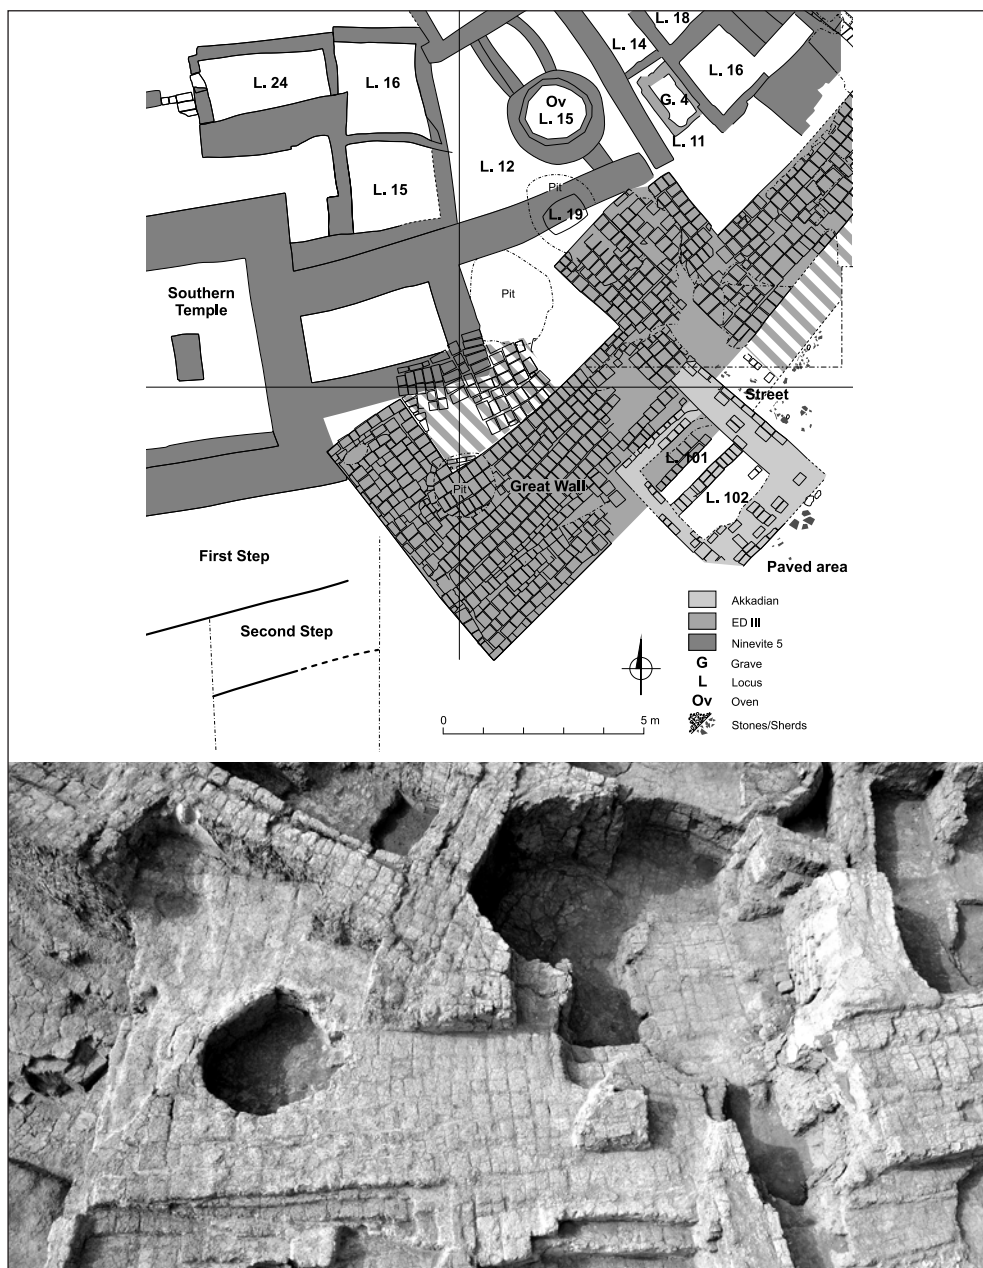 L. 18
L. 14
L. 24
L. 16
L. 16
G. 4
Ov
L. 15
L. 11
L. 12
L. 15
Pit
L. 19
Southern
Temple
Pit
Street
L. 101
Pit
Great Wall
L. 102
First Step
Paved area
Second Step
Akkadian
ED III
Ninevite 5
G Grave
L Locus
Ov Oven
Stones/Sherds
0 5 m